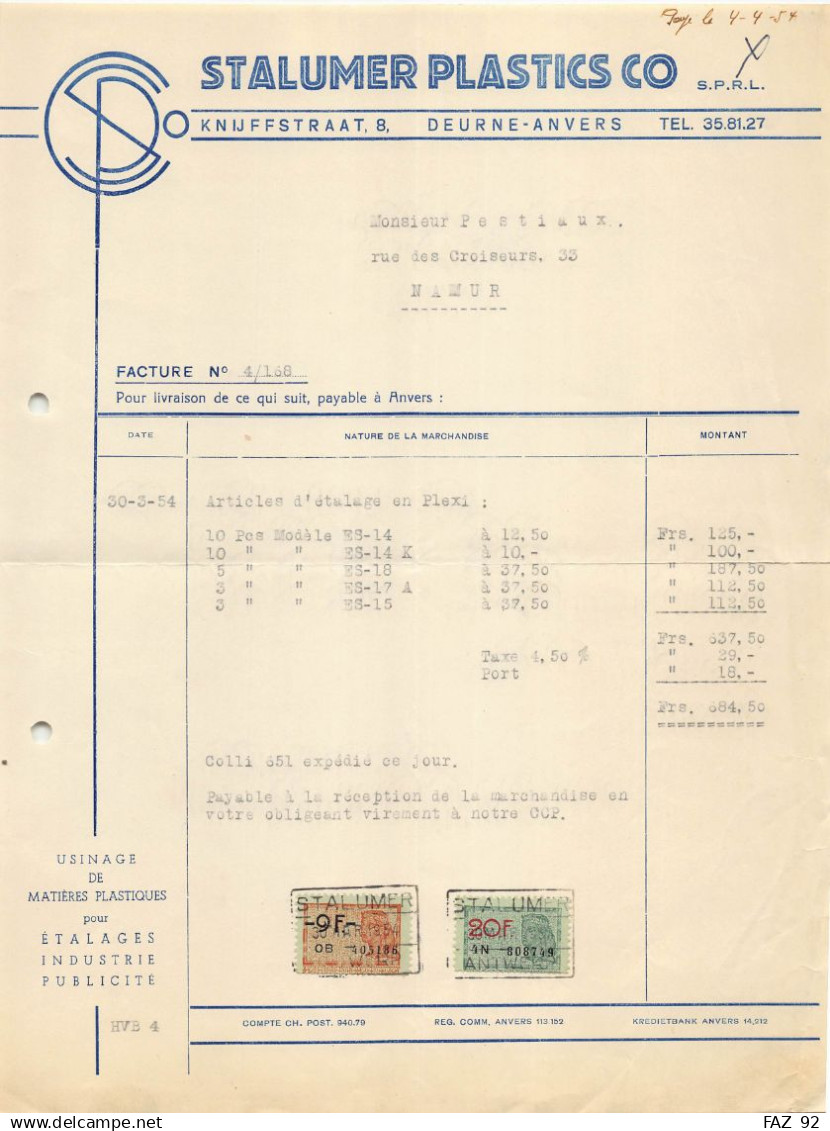 Payé le 4-4-54
STALUMER PLASTICS CO S.P.R.L.
KNIJFFSTRAAT, 8, DEURNE-ANVERS TEL. 35.81.27
Monsieur Pestiaux,
rue des Croiseurs, 33
NAMUR
FACTURE No 4/168
Pour livraison de ce qui suit, payable à Anvers :
DATE NATURE DE LA MARCHANDISE MONTANT
30-3-54 Articles d'étalage en Plexi :
10 Pcs Modèle ES-14 à 12,50 Frs. 125,-
10 " " ES-14 K à 10,- " 100,-
5 " " ES-18 à 37,50 " 187,50
3 " " ES-17 A à 37,50 " 112,50
3 " " ES-15 à 37,50 " 112,50
Frs. 637,50
Taxe 4,50 % " 29,-
Port " 18,-
Frs. 684,50
Colli 651 expédié ce jour.
Payable à la réception de la marchandise en
votre obligeant virement à notre CCP.
USINAGE
DE
MATIÈRES PLASTIQUES
pour
ÉTALAGES
INDUSTRIE
PUBLICITÉ
STALUMER
-9F-
OB 405186
STALUMER
20F
4N 808749
ANTWERP
HVB 4
COMPTE CH. POST. 940.79 REG. COMM. ANVERS 113 152 KREDIETBANK ANVERS 14,912
FAZ 92